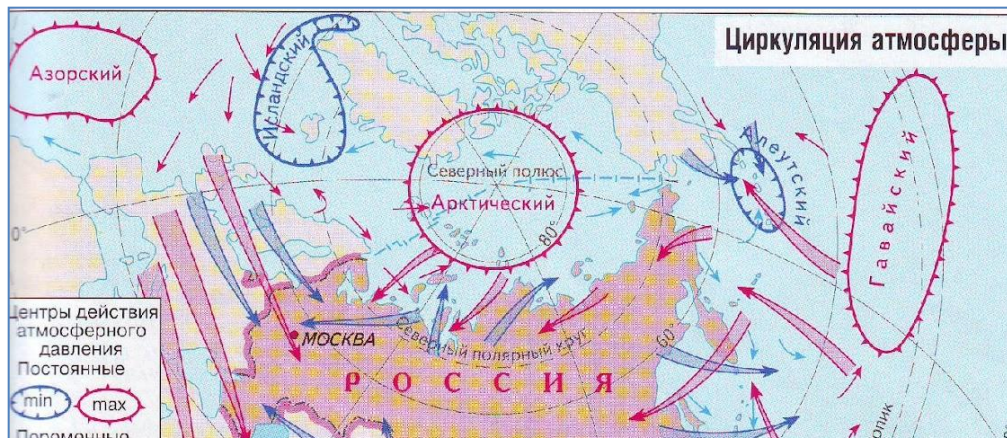 Циркуляция атмосферы
Азорский
Исландский
Алеутский
Гавайский
Северный полюс
Арктический
80°
0°
Центры действия
атмосферного
давления
Постоянные
min
max
Переменные
МОСКВА
Северный полярный круг
60°
РОССИЯ